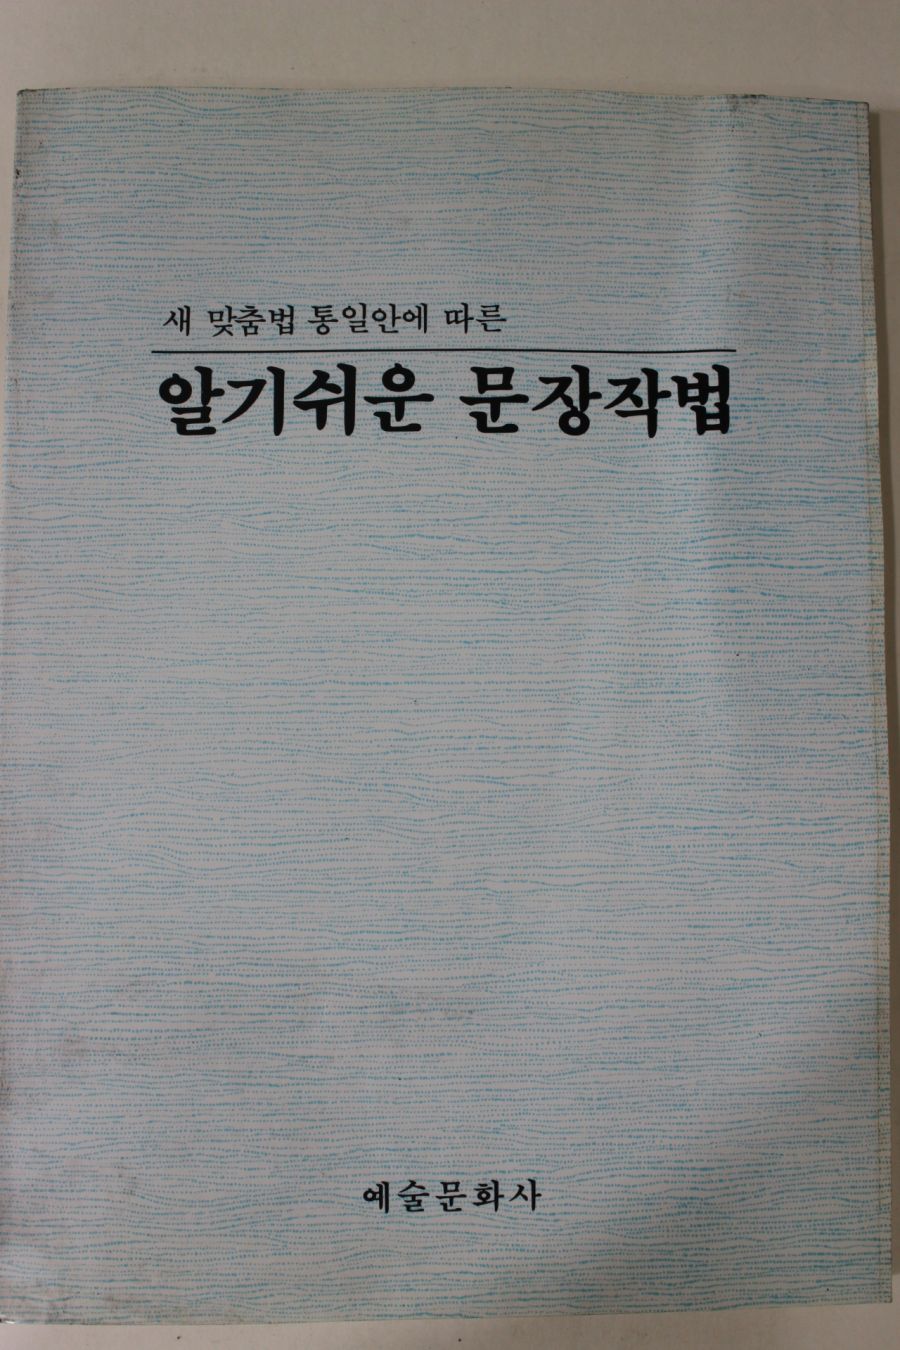 새 맞춤법 통일안에 따른
알기쉬운 문장작법
예술문화사